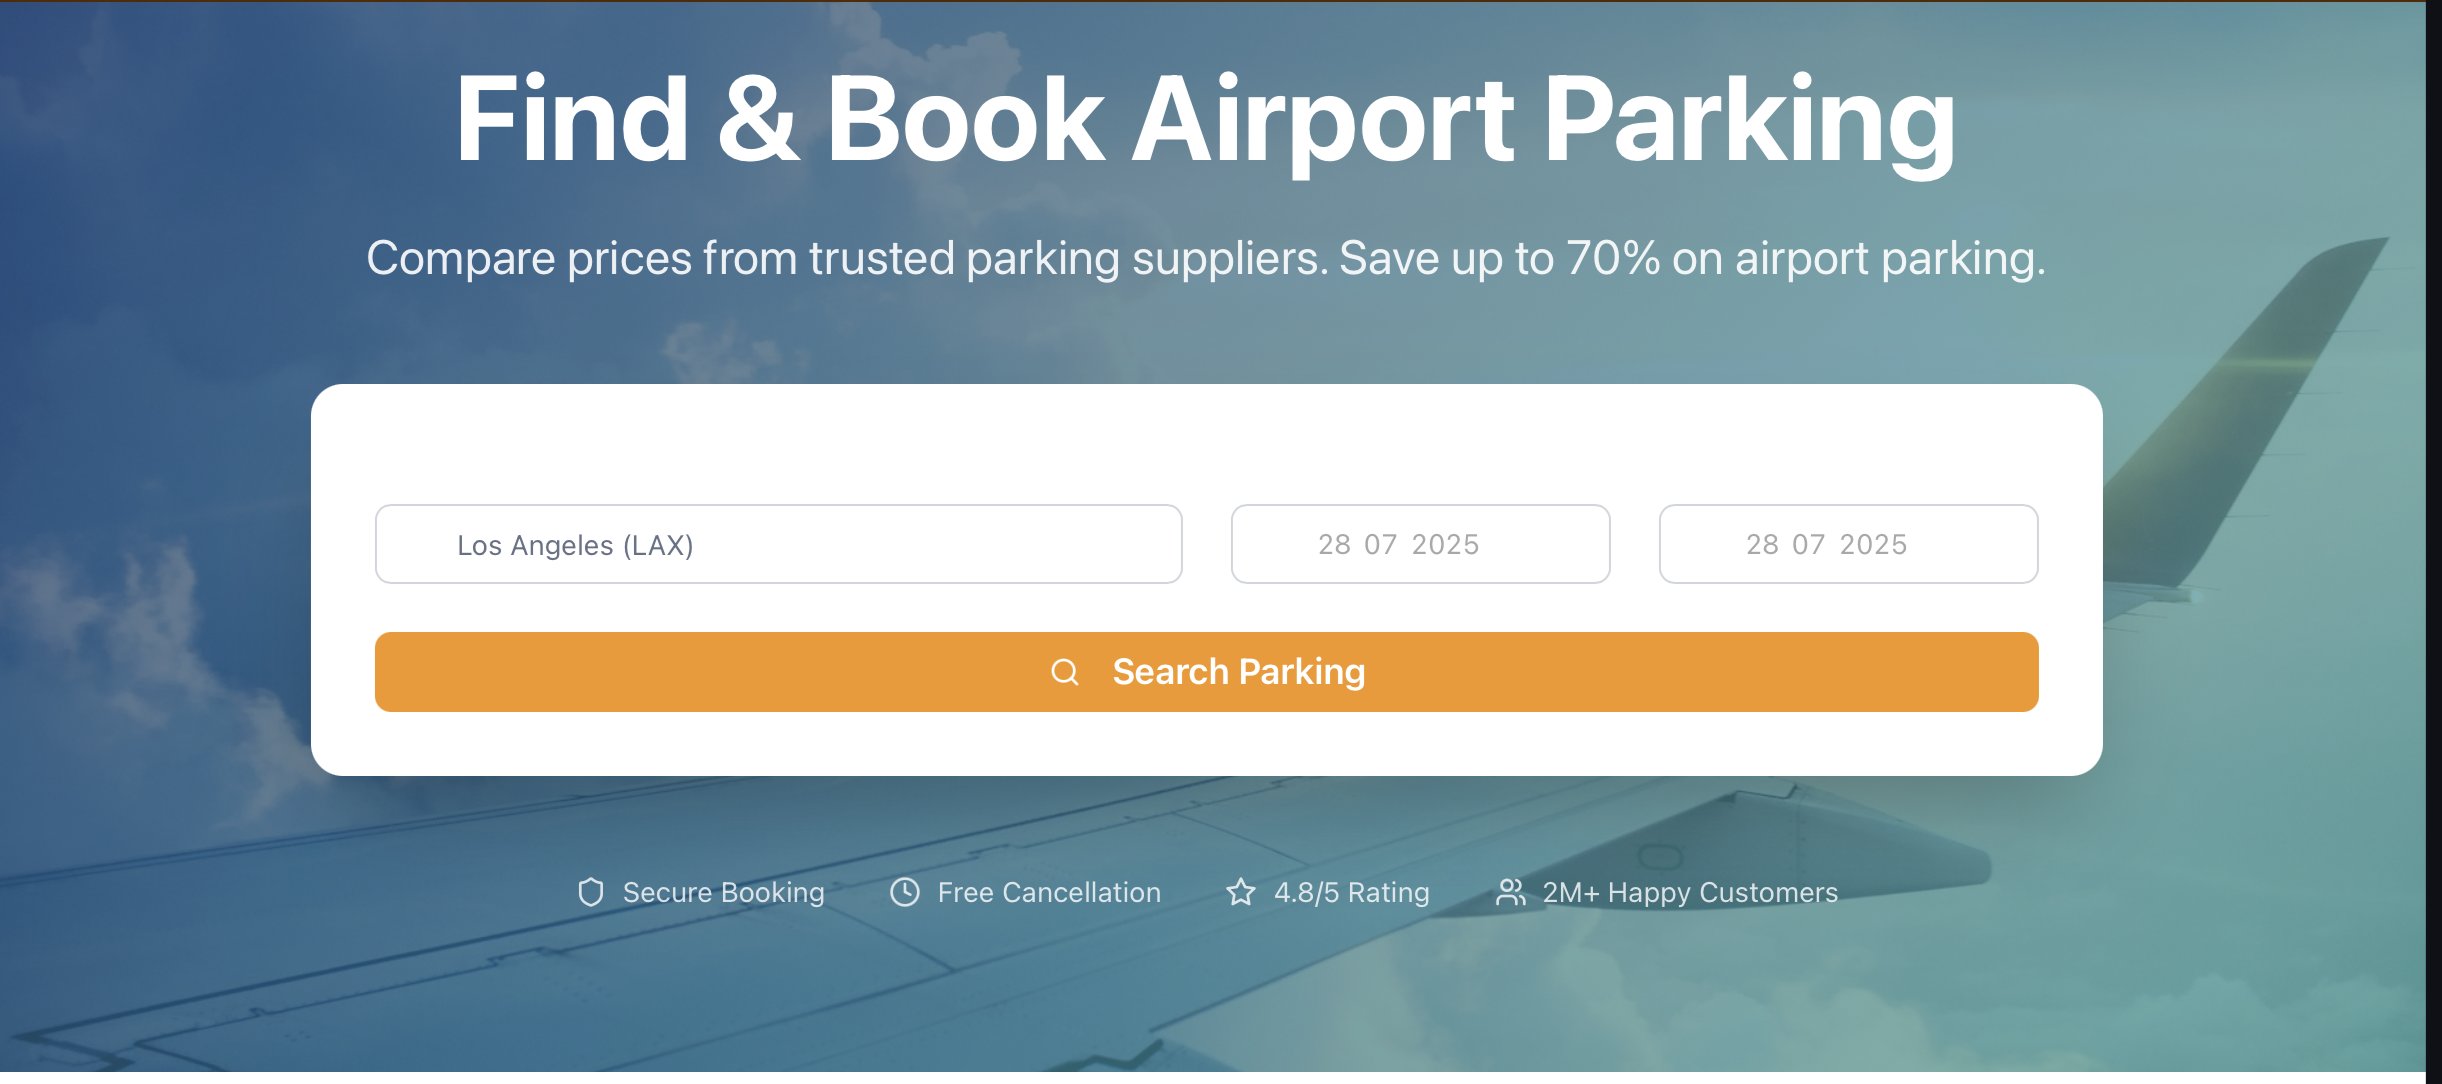 Find & Book Airport Parking
Compare prices from trusted parking suppliers. Save up to 70% on airport parking.
Los Angeles (LAX) 28 07 2025 28 07 2025
Search Parking
Secure Booking Free Cancellation 4.8/5 Rating 2M+ Happy Customers